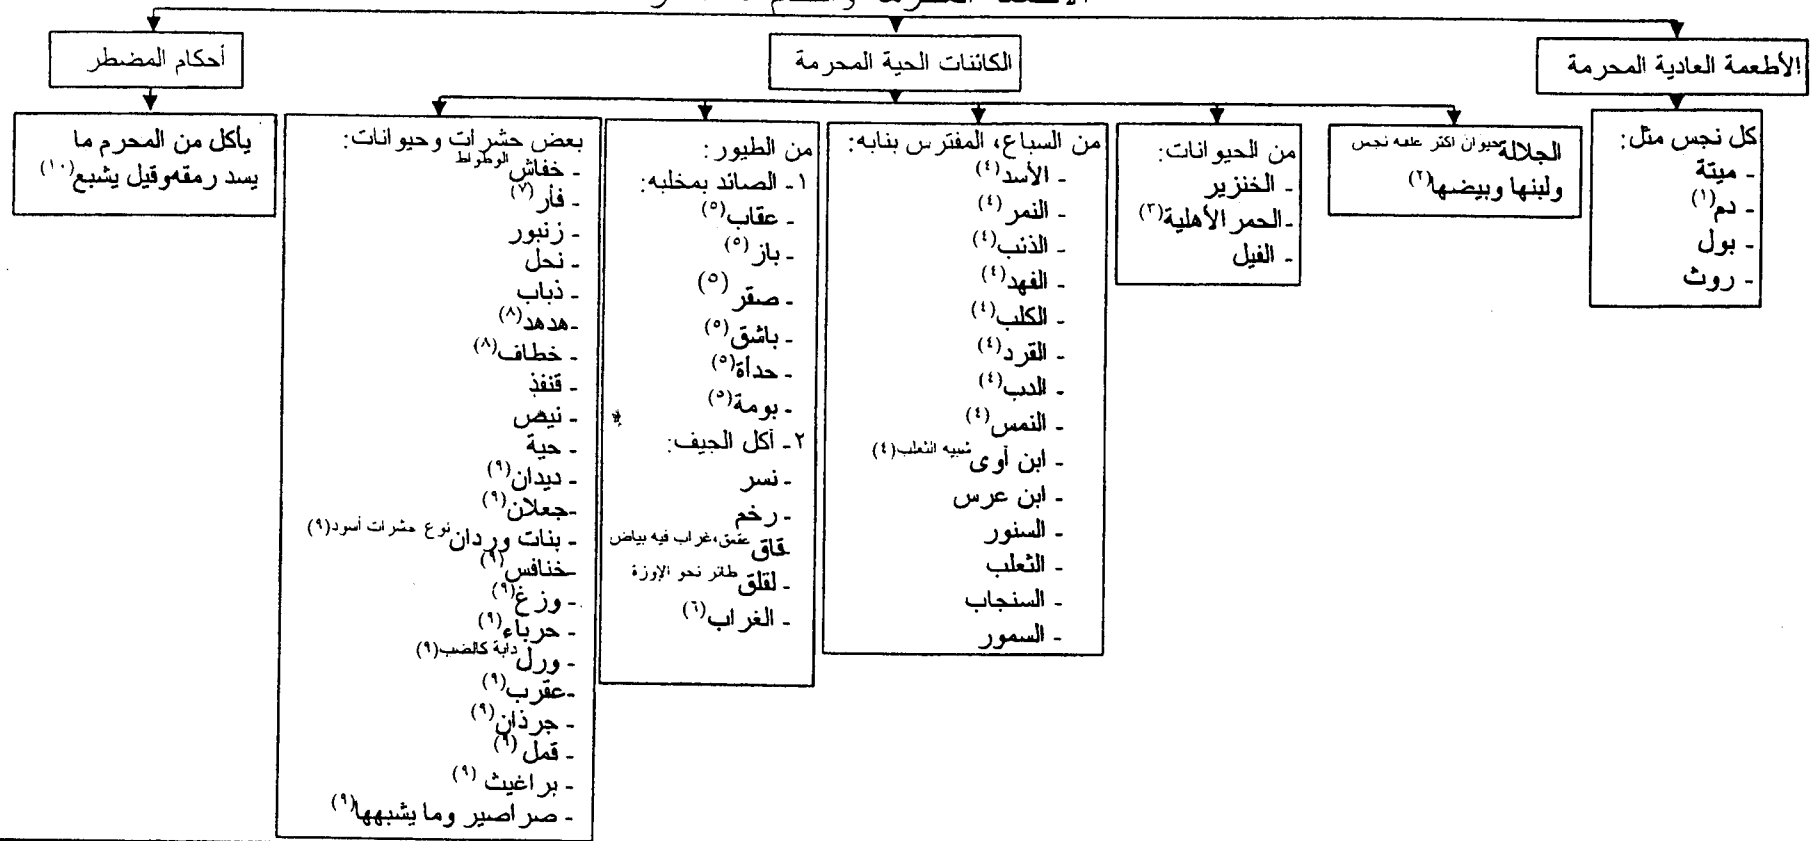 الأطعمة العادية المحرمة
الكائنات الحية المحرمة
أحكام المضطر
كل نجس مثل:
- ميتة
- دم(١)
- بول
- روث
الجلالة حيوان اكثر علفه نجس
ولبنها وبيضها(٢)
من الحيوانات:
- الخنزير
- الحمر الأهلية(٣)
- الفيل
من السباع، المفترس بنابه:
- الأسد(٤)
- النمر(٤)
- الذئب(٤)
- الفهد(٤)
- الكلب(٤)
- القرد(٤)
- الدب(٤)
- النمس(٤)
- ابن آوى شبيه الثعلب(٤)
- ابن عرس
- السنور
- الثعلب
- السنجاب
- السمور
من الطيور:
١- الصائد بمخلبه:
- عقاب(٥)
- باز(٥)
- صقر(٥)
- باشق(٥)
- حدأة(٥)
- بومة(٥)
٢- آكل الجيف:
- نسر
- رخم
- قاق عقعق، غراب فيه بياض
- لقلق طائر نحو الإوزة
- الغراب(٦)
بعض حشرات وحيوانات:
- خفاش الوطواط
- فأر(٧)
- زنبور
- نحل
- ذباب
- هدهد(٨)
- خطاف(٨)
- قنفذ
- نيص
- حية
- ديدان(٩)
- جعلان(٩)
- بنات وردان نوع حشرات أسود(٩)
- خنافس(٩)
- وزغ(٩)
- حرباء(٩)
- ورل دابة كالضب(٩)
- عقرب(٩)
- جرذان(٩)
- قمل(٩)
- براغيث(٩)
- صراصير وما يشبهها(٩)
يأكل من المحرم ما
يسد رمقه وقيل يشبع(١٠)